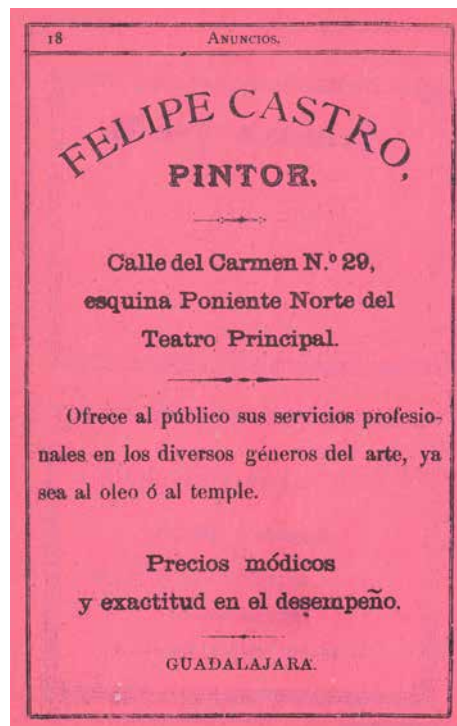 18 ANUNCIOS.
FELIPE CASTRO,
PINTOR.
Calle del Carmen N.º 29,
esquina Poniente Norte del
Teatro Principal.
Ofrece al público sus servicios profesio-
nales en los diversos géneros del arte, ya
sea al oleo ó al temple.
Precios módicos
y exactitud en el desempeño.
GUADALAJARA.